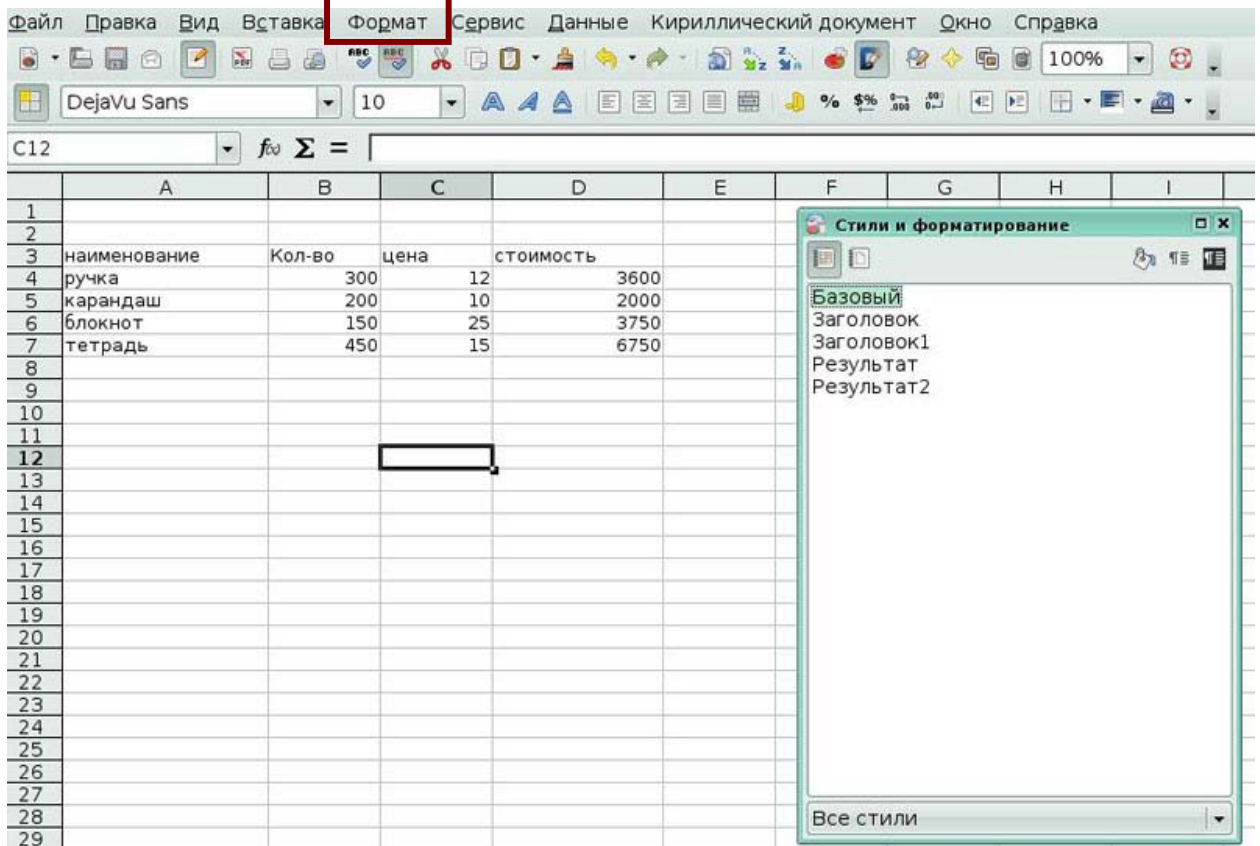 Файл Правка Вид Вставка Формат Сервис Данные Кириллический документ Окно Справка
100%
DejaVu Sans 10
C12
A B C D E F G H I
1
2
3 наименование Кол-во цена стоимость
4 ручка 300 12 3600
5 карандаш 200 10 2000
6 блокнот 150 25 3750
7 тетрадь 450 15 6750
8
9
10
11
12
13
14
15
16
17
18
19
20
21
22
23
24
25
26
27
28
29
Стили и форматирование
Базовый
Заголовок
Заголовок1
Результат
Результат2
Все стили